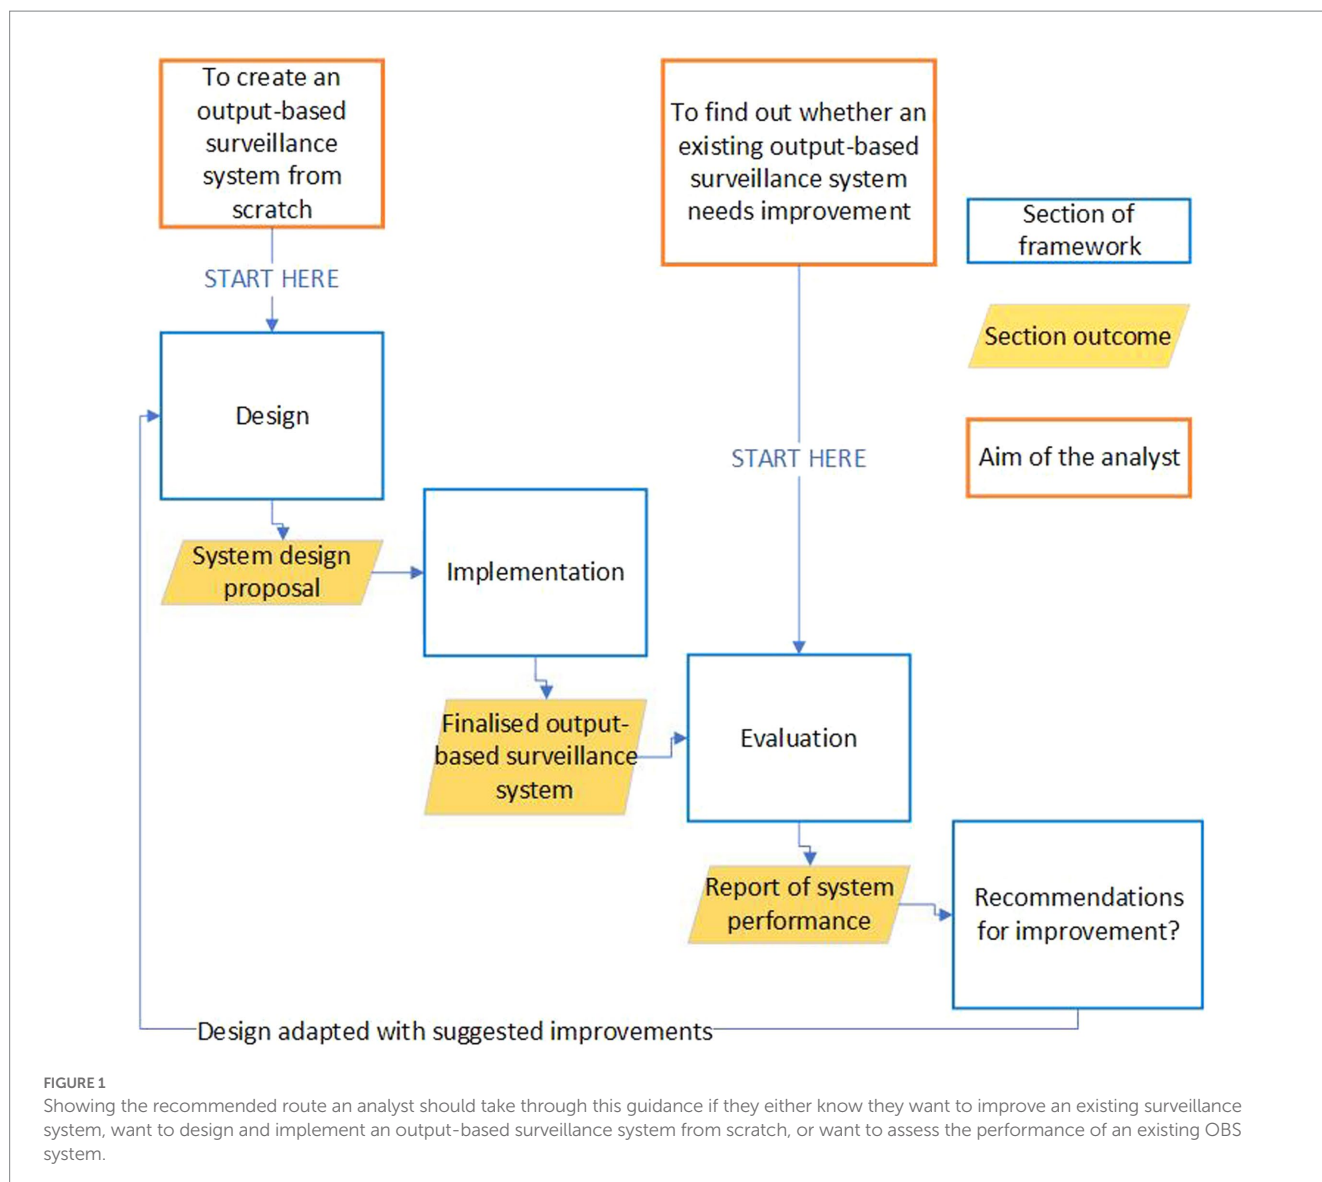 To create an
output-based
surveillance
system from
scratch
To find out whether an
existing output-based
surveillance system
needs improvement
Section of
framework
START HERE
Section outcome
Design
Aim of the analyst
START HERE
System design
proposal
Implementation
Finalised output-
based surveillance
system
Evaluation
Report of system
performance
Recommendations
for improvement?
Design adapted with suggested improvements
FIGURE 1
Showing the recommended route an analyst should take through this guidance if they either know they want to improve an existing surveillance
system, want to design and implement an output-based surveillance system from scratch, or want to assess the performance of an existing OBS
system.